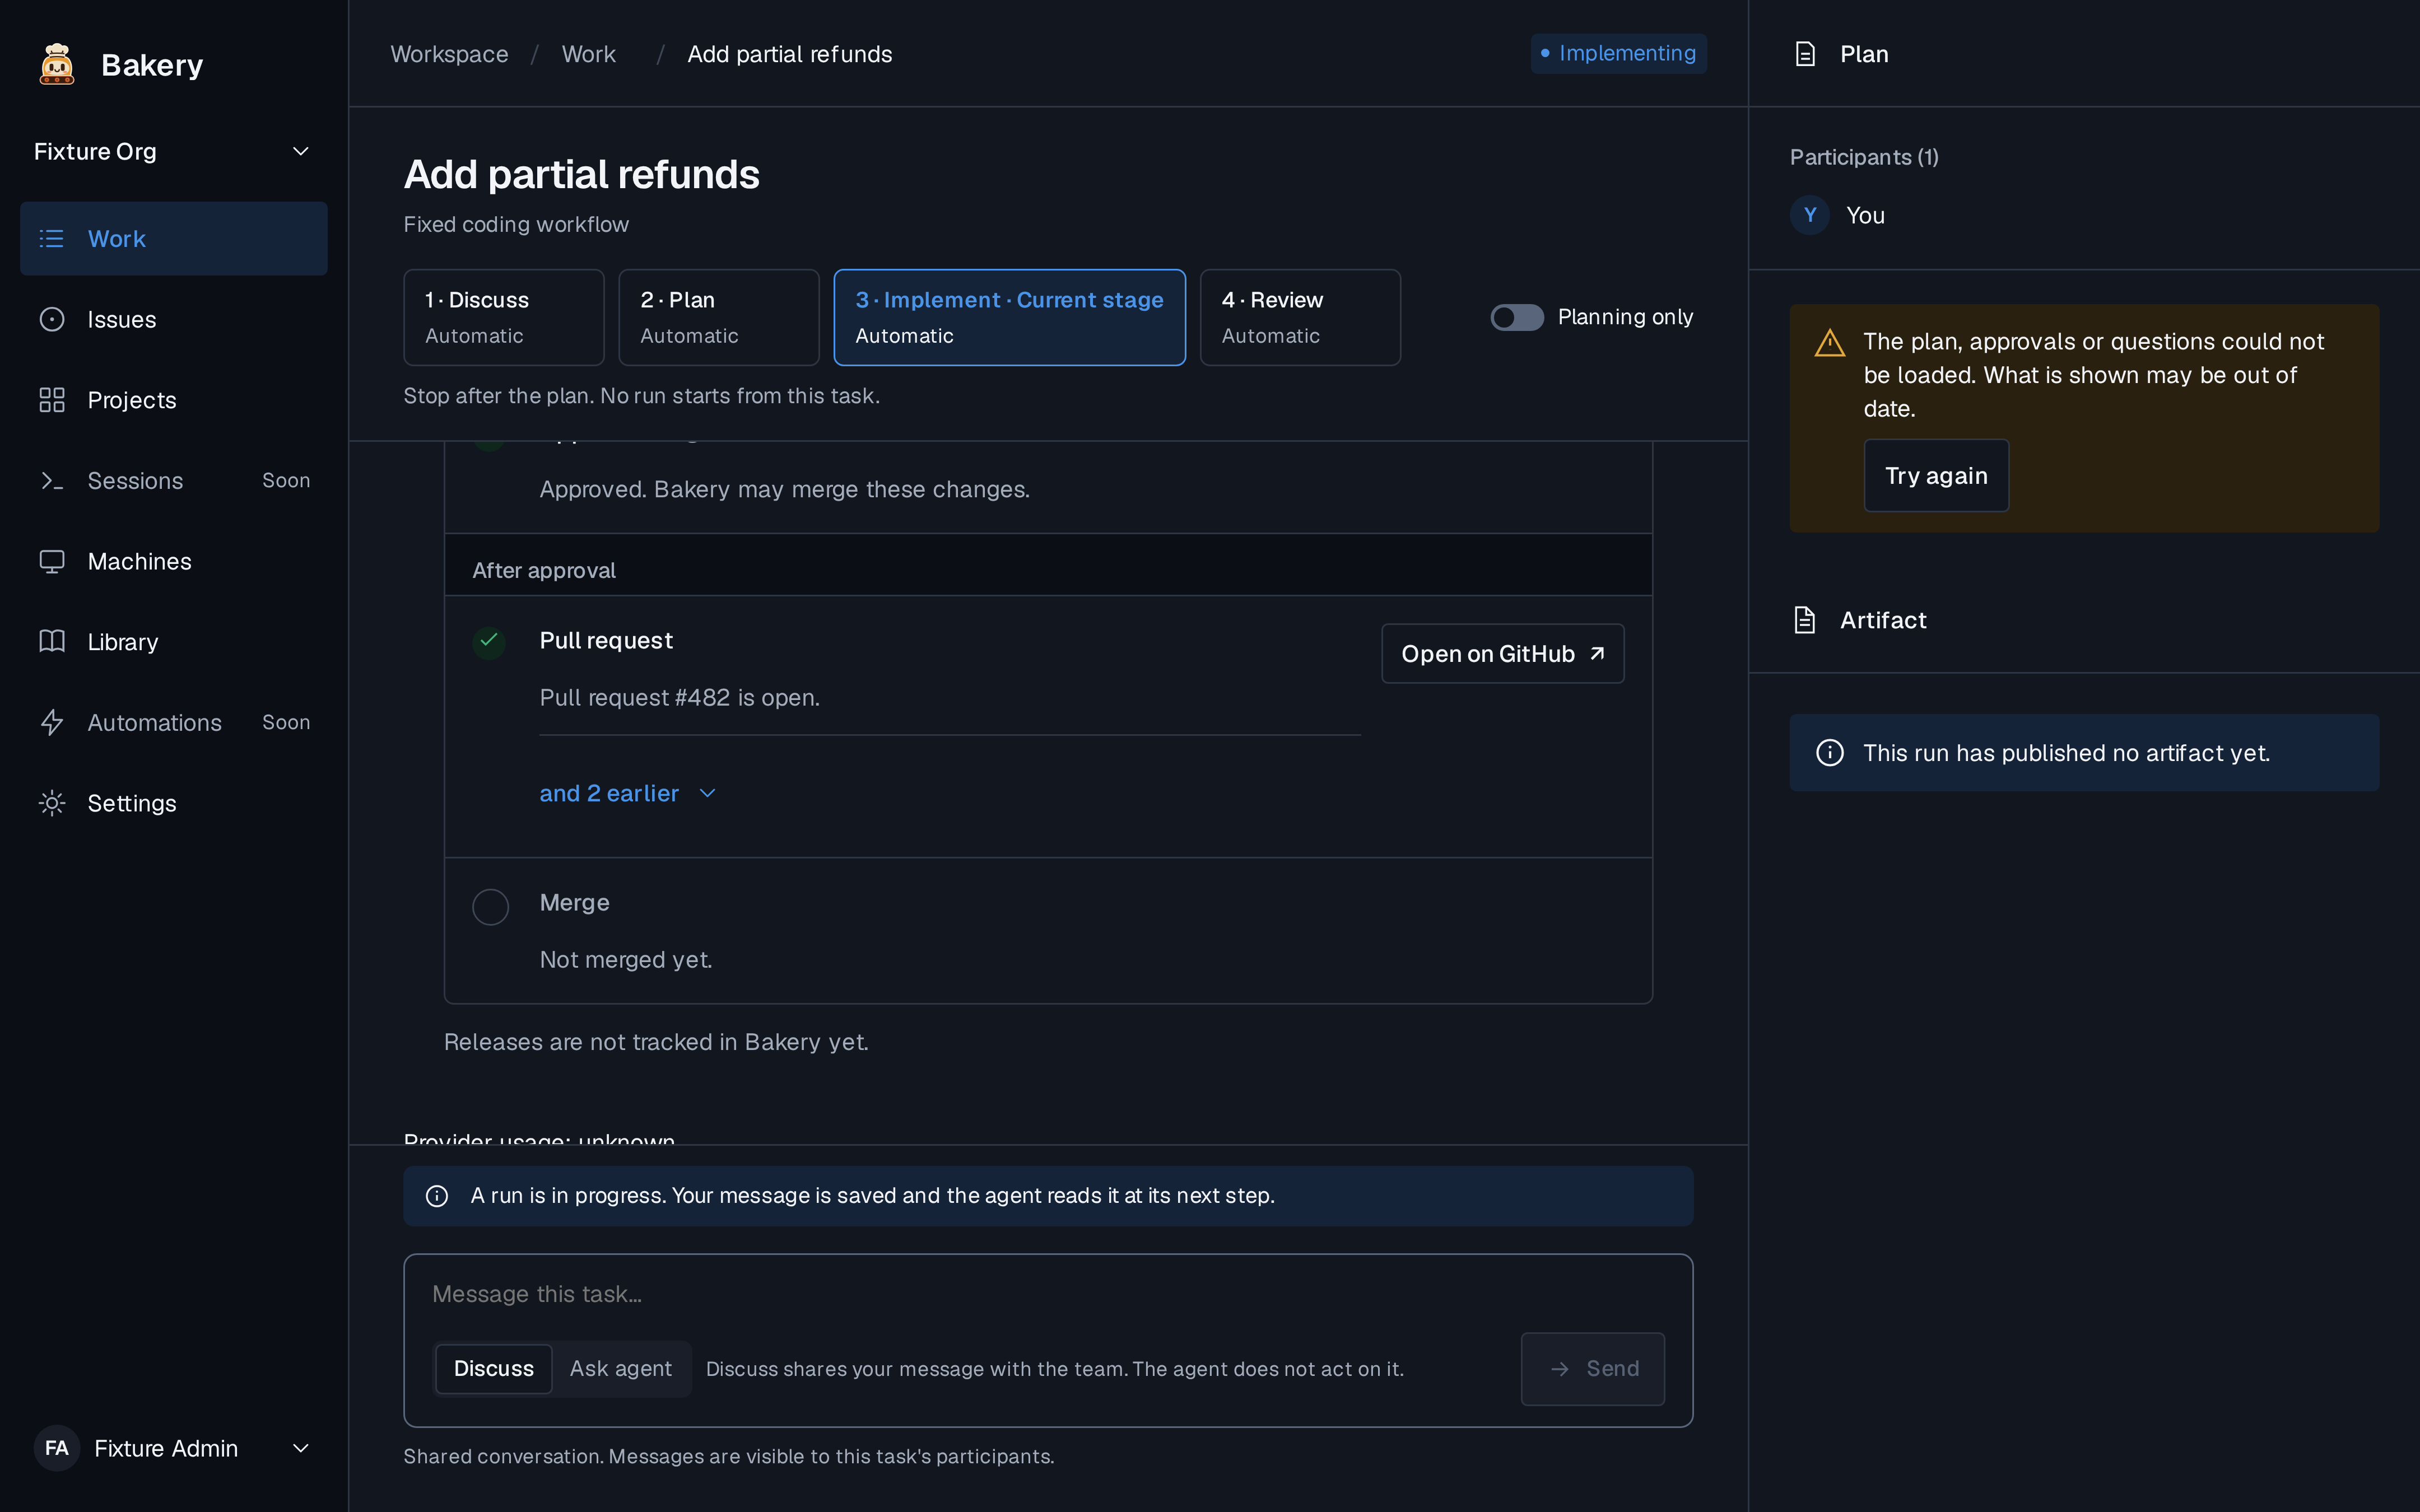 Bakery
Fixture Org
Work
Issues
Projects
Sessions Soon
Machines
Library
Automations Soon
Settings
FA Fixture Admin
Workspace / Work / Add partial refunds
Implementing
Add partial refunds
Fixed coding workflow
1 · Discuss
Automatic
2 · Plan
Automatic
3 · Implement · Current stage
Automatic
4 · Review
Automatic
Planning only
Stop after the plan. No run starts from this task.
Approved. Bakery may merge these changes.
After approval
Pull request
Open on GitHub
Pull request #482 is open.
and 2 earlier
Merge
Not merged yet.
Releases are not tracked in Bakery yet.
Provider usage: unknown
A run is in progress. Your message is saved and the agent reads it at its next step.
Message this task...
Discuss
Ask agent
Discuss shares your message with the team. The agent does not act on it.
Send
Shared conversation. Messages are visible to this task's participants.
Plan
Participants (1)
Y You
The plan, approvals or questions could not
be loaded. What is shown may be out of
date.
Try again
Artifact
This run has published no artifact yet.